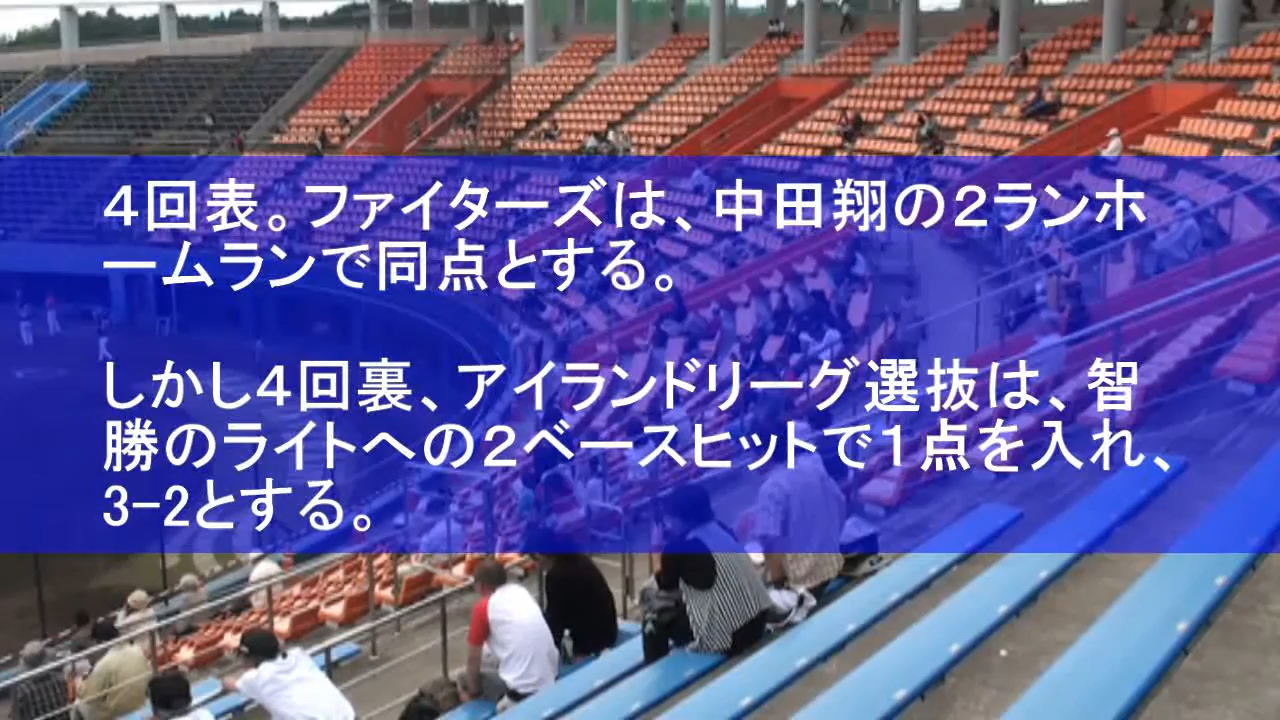 ４回表。ファイターズは、中田翔の２ランホ
ームランで同点とする。
しかし４回裏、アイランドリーグ選抜は、智
勝のライトへの２ベースヒットで１点を入れ、
3-2とする。